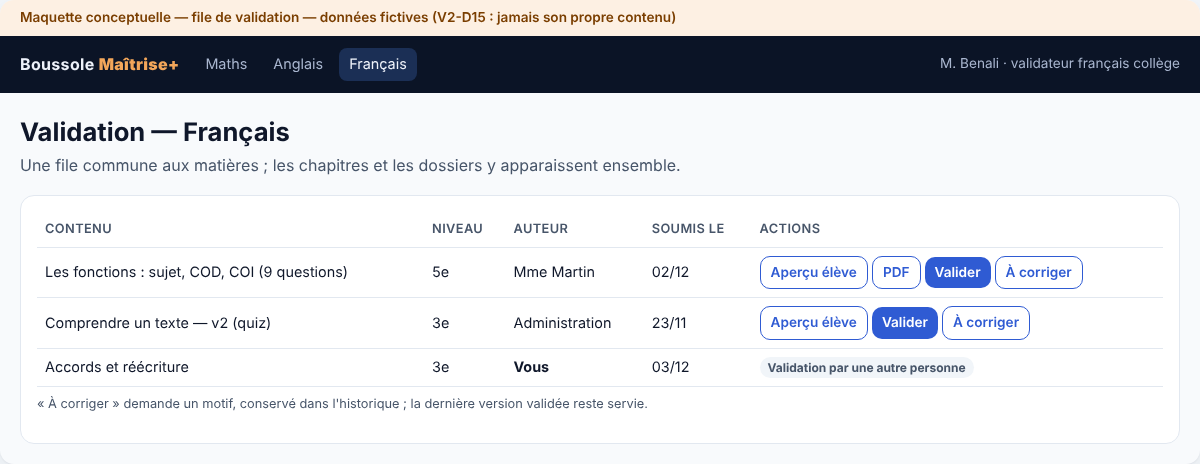 Maquette conceptuelle — file de validation — données fictives (V2-D15 : jamais son propre contenu)
Boussole Maîtrise+ Maths Anglais Français M. Benali · validateur français collège
Validation — Français
Une file commune aux matières ; les chapitres et les dossiers y apparaissent ensemble.
CONTENU NIVEAU AUTEUR SOUMIS LE ACTIONS
Les fonctions : sujet, COD, COI (9 questions) 5e Mme Martin 02/12 Aperçu élève PDF Valider À corriger
Comprendre un texte — v2 (quiz) 3e Administration 23/11 Aperçu élève Valider À corriger
Accords et réécriture 3e Vous 03/12 Validation par une autre personne
« À corriger » demande un motif, conservé dans l'historique ; la dernière version validée reste servie.